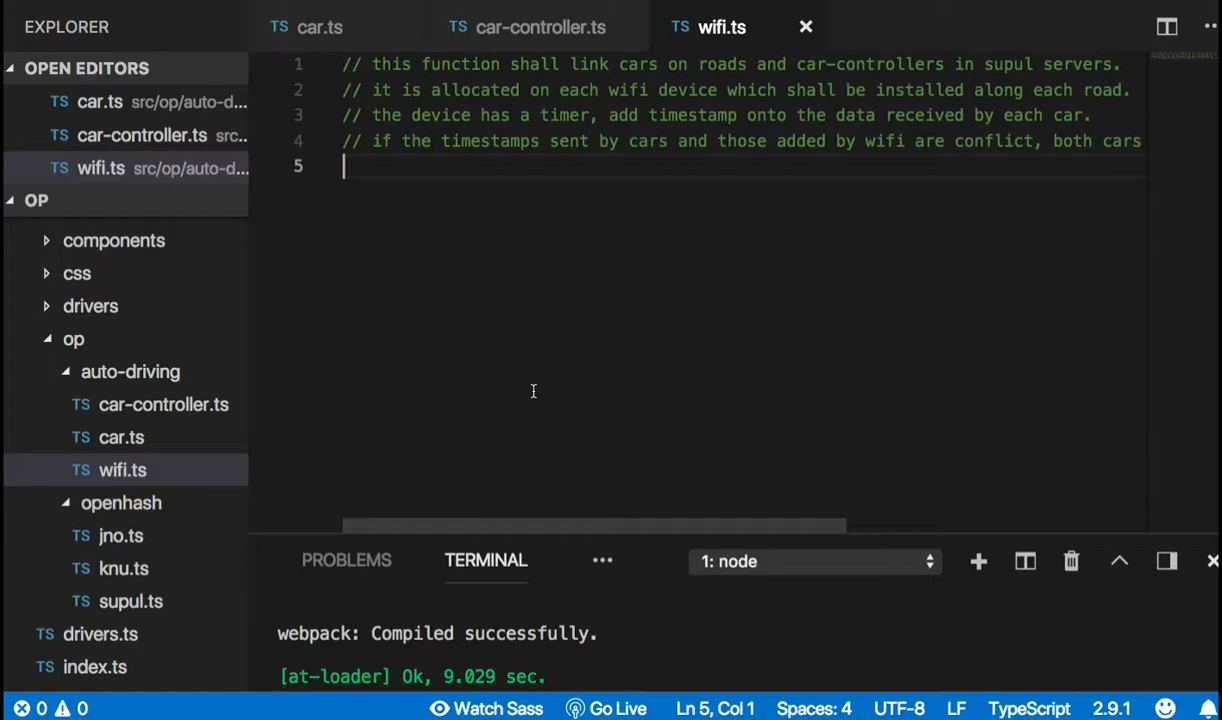 EXPLORER
OPEN EDITORS
TS car.ts src/op/auto-d...
TS car-controller.ts src...
TS wifi.ts src/op/auto-d...
OP
components
css
drivers
op
auto-driving
TS car-controller.ts
TS car.ts
TS wifi.ts
openhash
TS jno.ts
TS knu.ts
TS supul.ts
TS drivers.ts
TS index.ts
TS car.ts TS car-controller.ts TS wifi.ts
1 // this function shall link cars on roads and car-controllers in supul servers.
2 // it is allocated on each wifi device which shall be installed along each road.
3 // the device has a timer, add timestamp onto the data received by each car.
4 // if the timestamps sent by cars and those added by wifi are conflict, both cars
5
PROBLEMS TERMINAL ... 1: node
webpack: Compiled successfully.
[at-loader] Ok, 9.029 sec.
0 0 Watch Sass Go Live Ln 5, Col 1 Spaces: 4 UTF-8 LF TypeScript 2.9.1